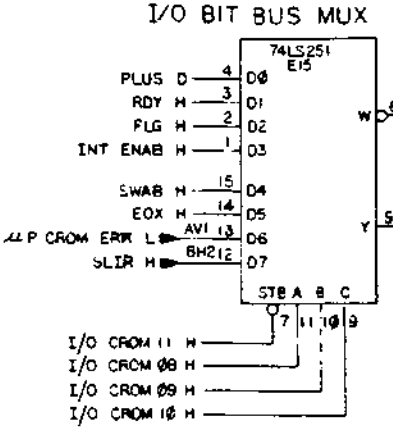 I/O BIT BUS MUX
74LS251
E15
PLUS D 4 D0
RDY H 3 D1
FLG H 2 D2
INT ENAB H 1 D3
W
SWAB H 15 D4
EOX H 14 D5
Y 5
µP CROM ERR L AV1 13 D6
SLIR H BH2 12 D7
STB A B C
7 11 10 9
I/O CROM 11 H
I/O CROM 08 H
I/O CROM 09 H
I/O CROM 10 H